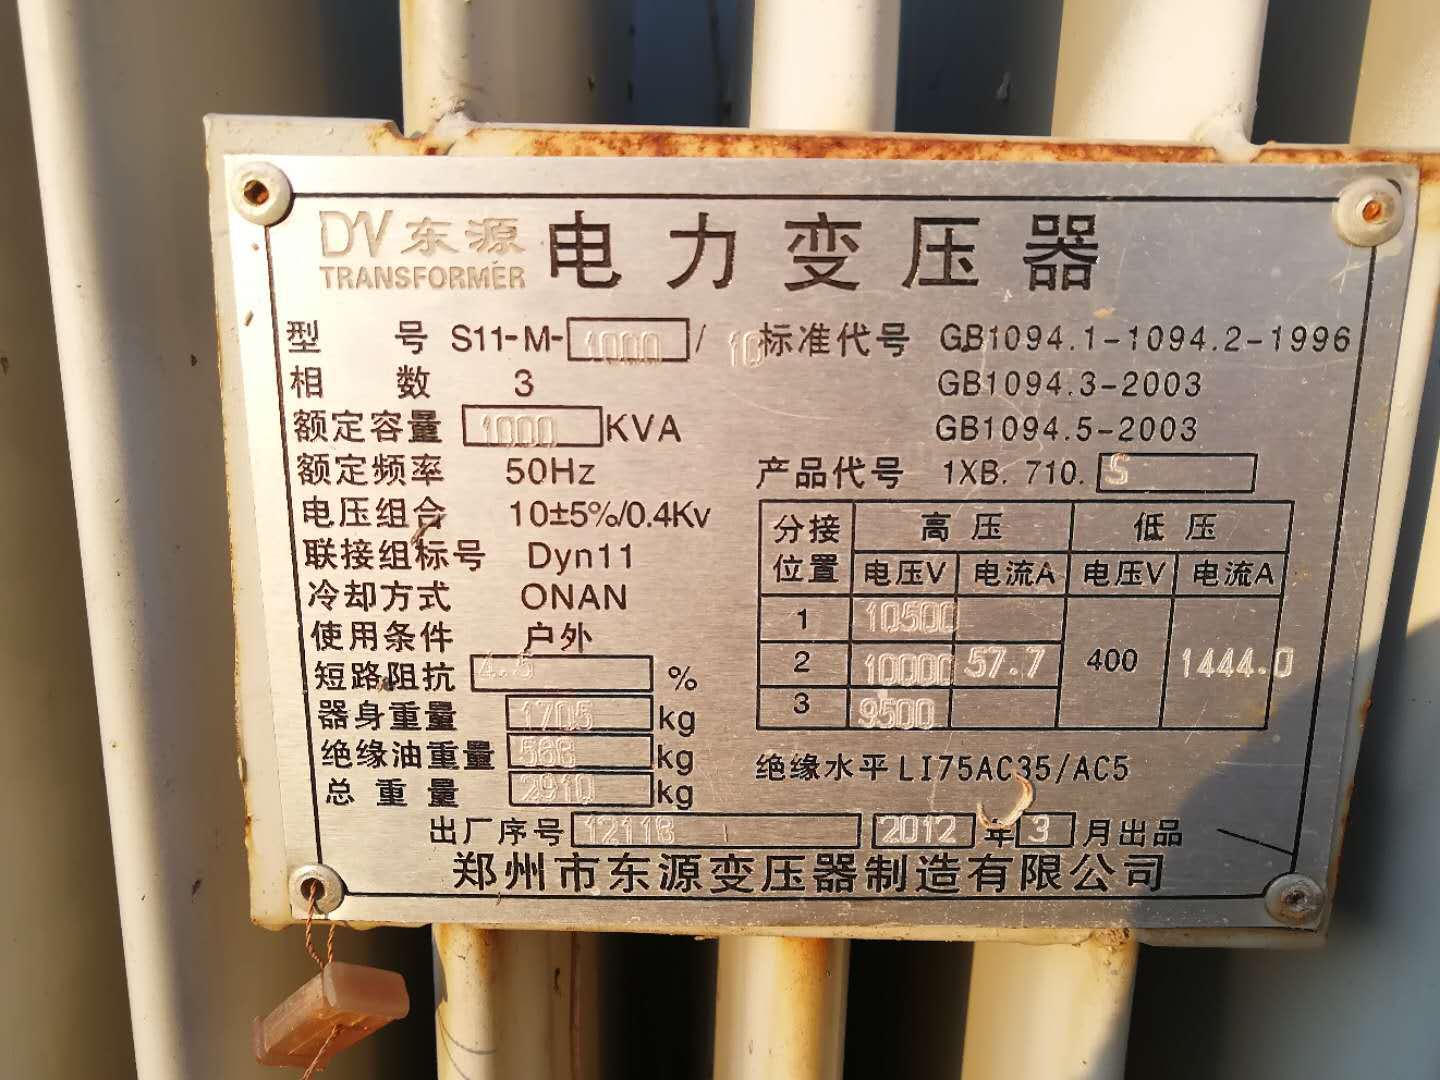 DV 东源 电力变压器
TRANSFORMER
型 号 S11-M-1000/10 标准代号 GB1094.1-1094.2-1996
相 数 3 GB1094.3-2003
额定容量 1000 KVA GB1094.5-2003
额定频率 50Hz 产品代号 1XB.710.S
电压组合 10±5%/0.4Kv
联接组标号 Dyn11
冷却方式 ONAN
使用条件 户外
短路阻抗 4.5 %
器身重量 1705 kg
绝缘油重量 kg
总重量 2910 kg
分接位置 高压 低压
电压V 电流A 电压V 电流A
1 10500
2 10000 57.7 400 1444.0
3 9500
绝缘水平 LI75AC35/AC5
出厂序号 2012年3月出品
郑州市东源变压器制造有限公司